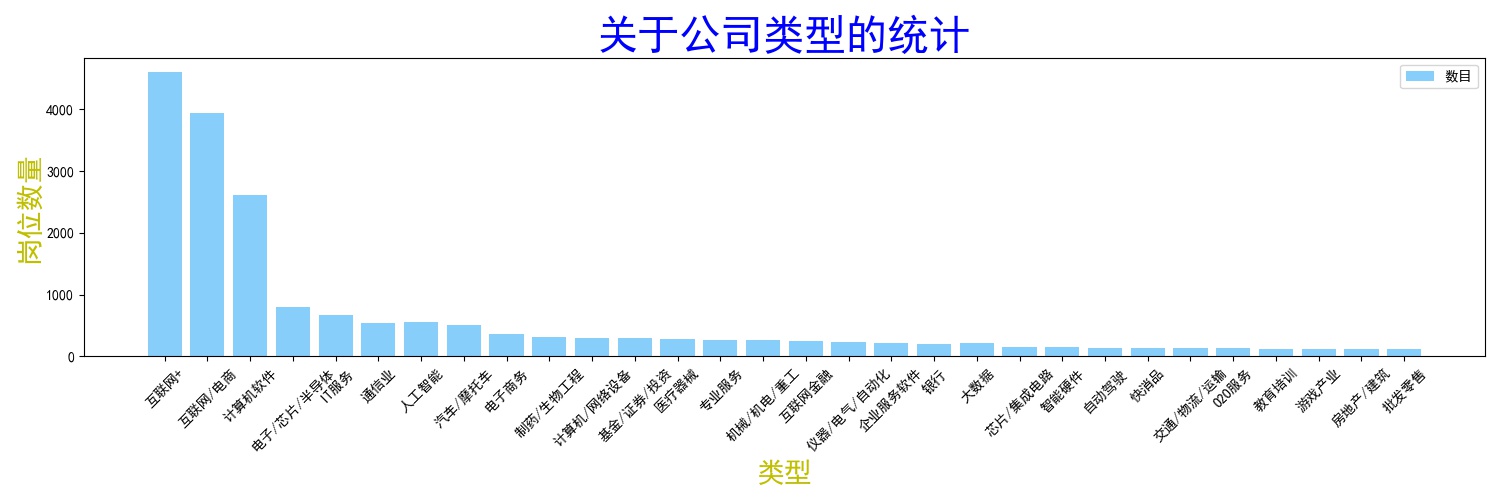 关于公司类型的统计
数目
岗位数量
4000
3000
2000
1000
0
互联网+
互联网/电商
计算机软件
电子/芯片/半导体
IT服务
通信业
人工智能
汽车/摩托车
电子商务
制药/生物工程
计算机/网络设备
基金/证券/投资
医疗器械
专业服务
机械/机电/重工
互联网金融
仪器/电气/自动化
企业服务软件
银行
大数据
芯片/集成电路
智能硬件
自动驾驶
快消品
交通/物流/运输
O2O服务
教育培训
游戏产业
房地产/建筑
批发零售
类型